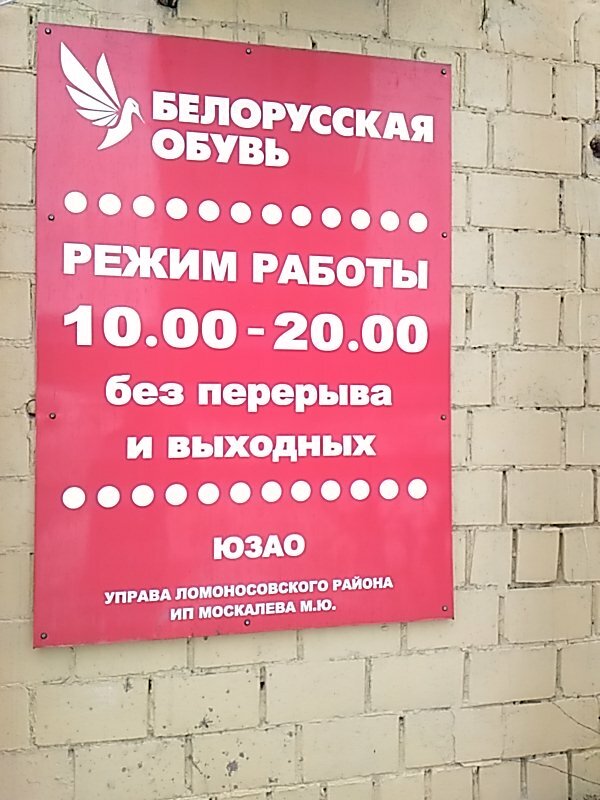 БЕЛОРУССКАЯ
ОБУВЬ
РЕЖИМ РАБОТЫ
10.00 - 20.00
без перерыва
и выходных
ЮЗАО
УПРАВА ЛОМОНОСОВСКОГО РАЙОНА
ИП МОСКАЛЕВА М.Ю.